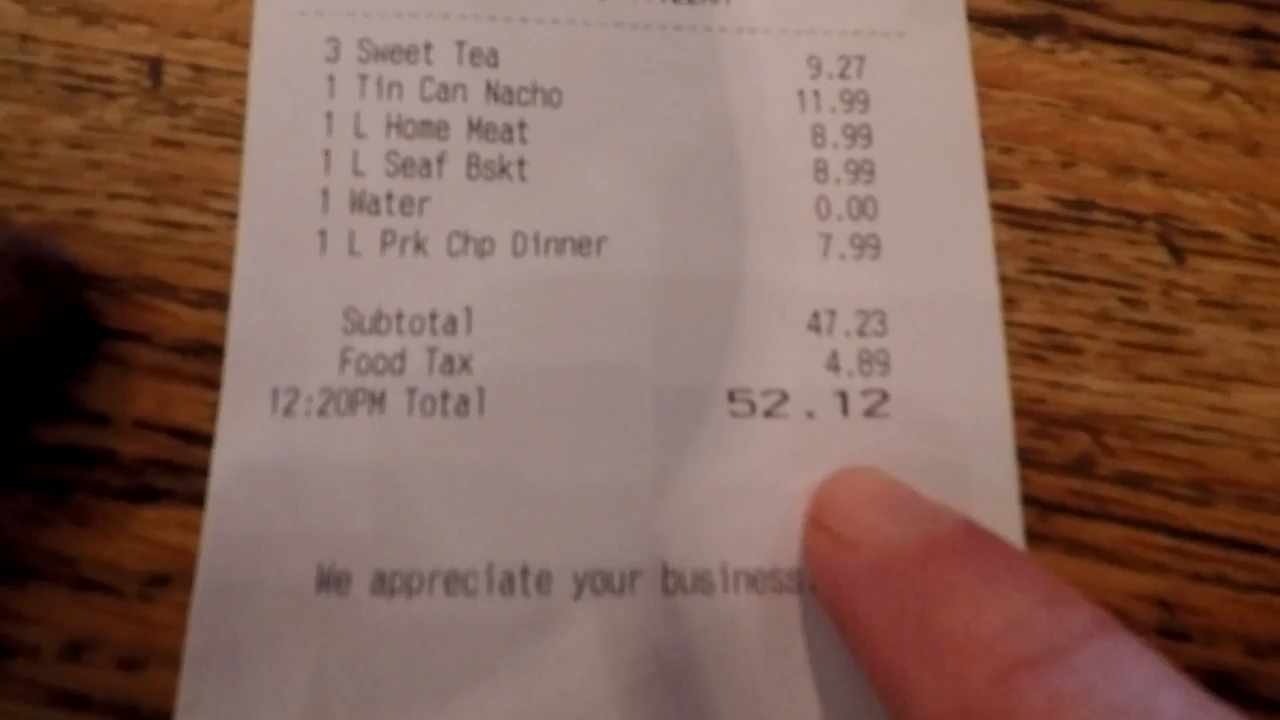 3 Sweet Tea 9.27
1 Tin Can Nacho 11.99
1 L Home Meat 8.99
1 L Seaf Bskt 8.99
1 Water 0.00
1 L Prk Chp Dinner 7.99
Subtotal 47.23
Food Tax 4.89
12:20PM Total 52.12
We appreciate your business